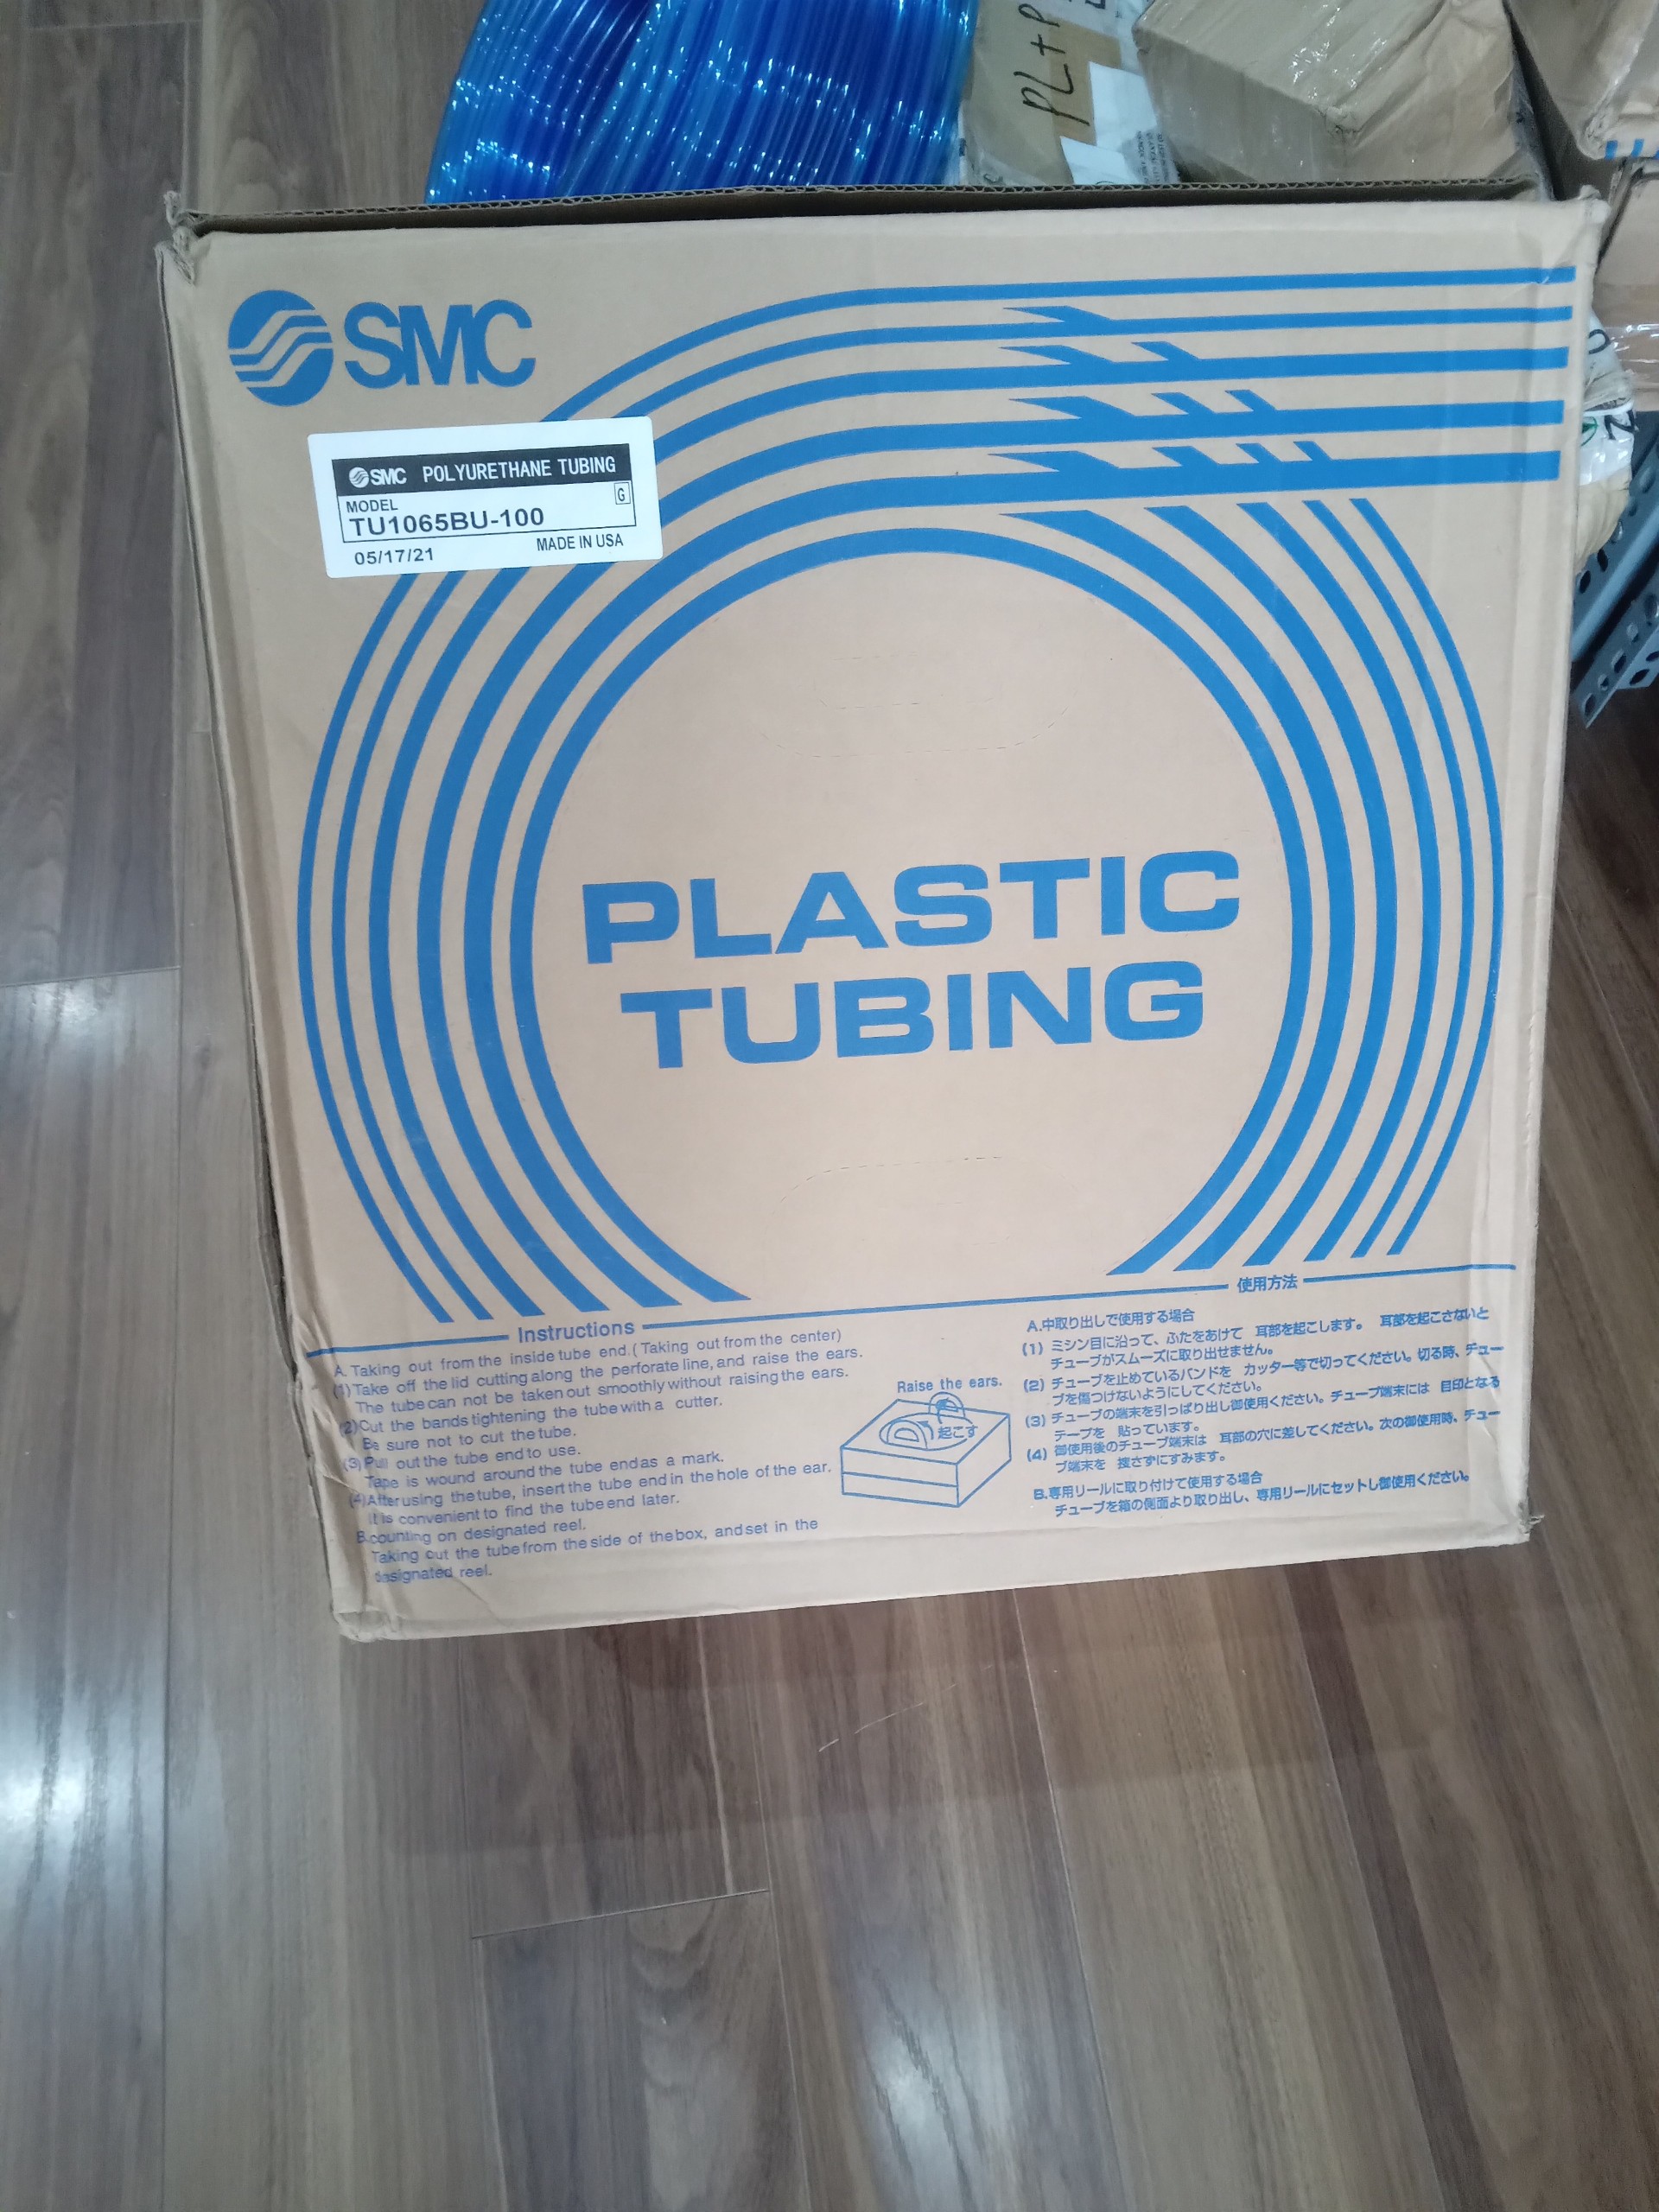 PL+P
SMC
SMC POLYURETHANE TUBING
MODEL
G
TU1065BU-100
05/17/21
MADE IN USA
PLASTIC
TUBING
Instructions
A. Taking out from the inside tube end. (Taking out from the center)
(1) Take off the lid cutting along the perforate line, and raise the ears.
The tube can not be taken out smoothly without raising the ears.
(2) Cut the bands tightening the tube with a cutter.
Be sure not to cut the tube.
(3) Pull out the tube end to use.
Tape is wound around the tube end as a mark.
(4) After using the tube, insert the tube end in the hole of the ear.
It is convenient to find the tube end later.
B. counting on designated reel.
Taking out the tube from the side of the box, and set in the
designated reel.
Raise the ears.
起こす
使用方法
A.中取り出しで使用する場合
(1) ミシン目に沿って、ふたをあけて 耳部を起こします。 耳部を起こさないと
チューブがスムーズに取り出せません。
(2) チューブを止めているバンドを カッター等で切ってください。切る時、チュー
ブを傷つけないようにしてください。
(3) チューブの端末を引っぱり出し御使用ください。チューブ端末には 目印となる
テープを 貼っています。
(4) 御使用後のチューブ端末は 耳部の穴に差してください。次の御使用時、チュー
ブ端末を 捜さずにすみます。
B.専用リールに取り付けて使用する場合
チューブを箱の側面より取り出し、専用リールにセットし御使用ください。